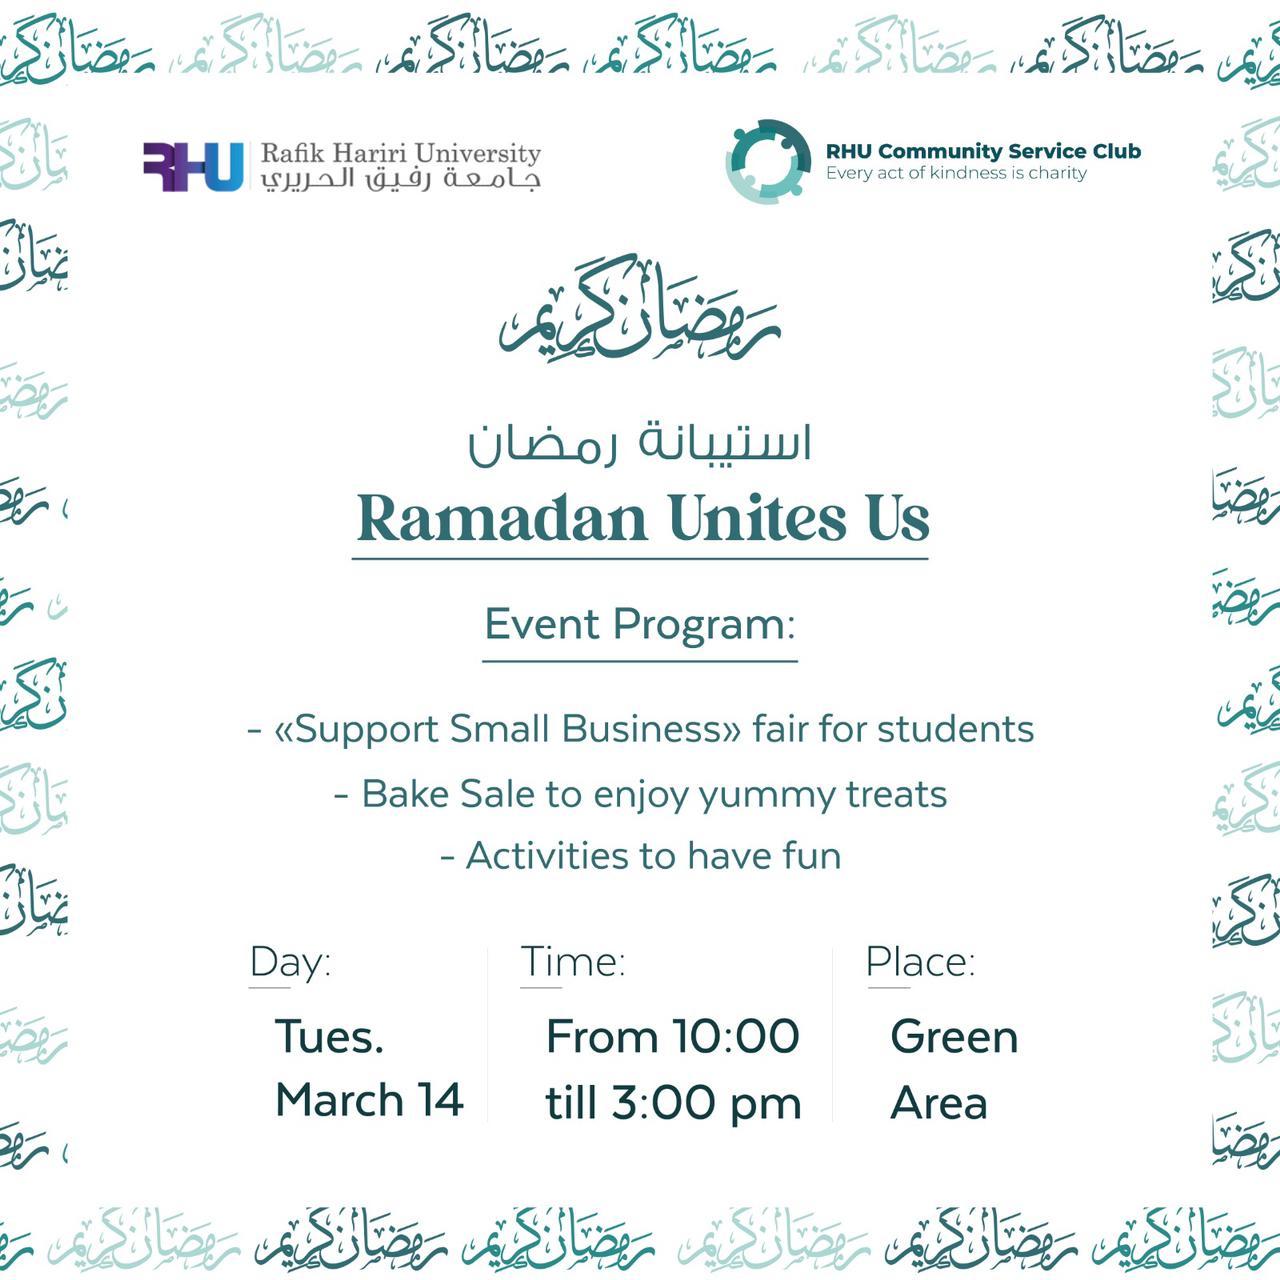 RHU
Rafik Hariri University
جامعة رفيق الحريري
RHU Community Service Club
Every act of kindness is charity
رمضان كريم
استيبانة رمضان
Ramadan Unites Us
Event Program:
- «Support Small Business» fair for students
- Bake Sale to enjoy yummy treats
- Activities to have fun
Day:
Tues.
March 14
Time:
From 10:00
till 3:00 pm
Place:
Green
Area